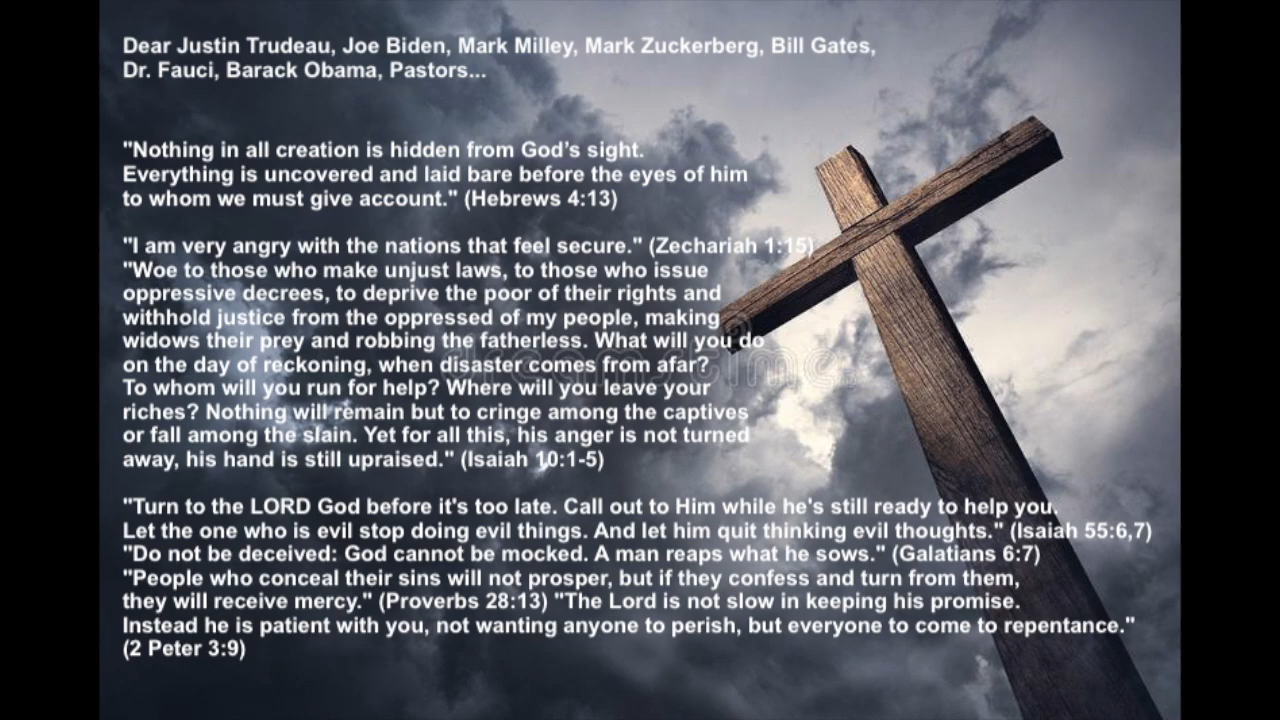 Dear Justin Trudeau, Joe Biden, Mark Milley, Mark Zuckerberg, Bill Gates,
Dr. Fauci, Barack Obama, Pastors...
"Nothing in all creation is hidden from God’s sight.
Everything is uncovered and laid bare before the eyes of him
to whom we must give account." (Hebrews 4:13)
"I am very angry with the nations that feel secure." (Zechariah 1:15)
"Woe to those who make unjust laws, to those who issue
oppressive decrees, to deprive the poor of their rights and
withhold justice from the oppressed of my people, making
widows their prey and robbing the fatherless. What will you do
on the day of reckoning, when disaster comes from afar?
To whom will you run for help? Where will you leave your
riches? Nothing will remain but to cringe among the captives
or fall among the slain. Yet for all this, his anger is not turned
away, his hand is still upraised." (Isaiah 10:1-5)
"Turn to the LORD God before it's too late. Call out to Him while he's still ready to help you.
Let the one who is evil stop doing evil things. And let him quit thinking evil thoughts." (Isaiah 55:6,7)
"Do not be deceived: God cannot be mocked. A man reaps what he sows." (Galatians 6:7)
"People who conceal their sins will not prosper, but if they confess and turn from them,
they will receive mercy." (Proverbs 28:13) "The Lord is not slow in keeping his promise.
Instead he is patient with you, not wanting anyone to perish, but everyone to come to repentance."
(2 Peter 3:9)